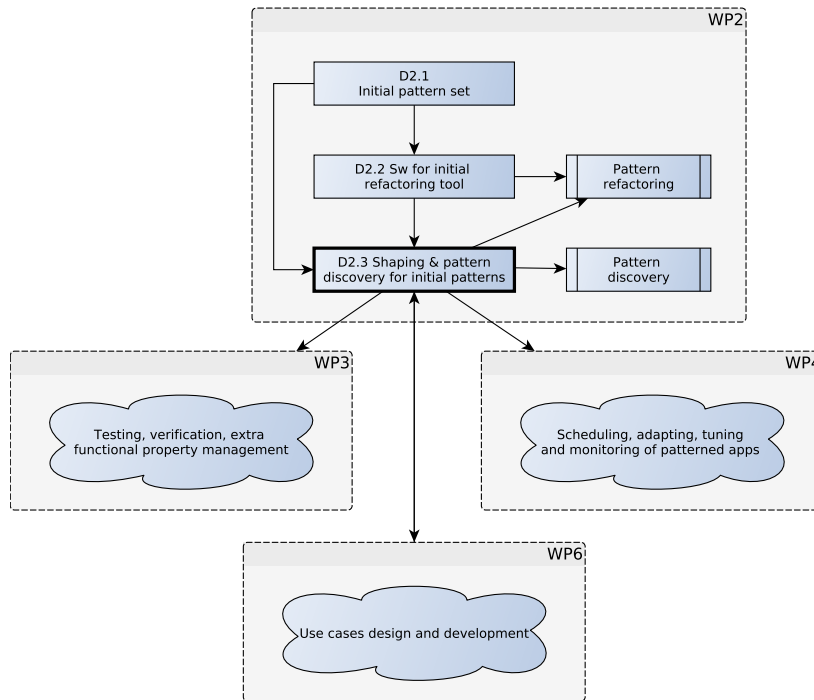 WP2
D2.1
Initial pattern set
D2.2 Sw for initial
refactoring tool
Pattern
refactoring
D2.3 Shaping & pattern
discovery for initial patterns
Pattern
discovery
WP3
Testing, verification, extra
functional property management
WP4
Scheduling, adapting, tuning
and monitoring of patterned apps
WP6
Use cases design and development